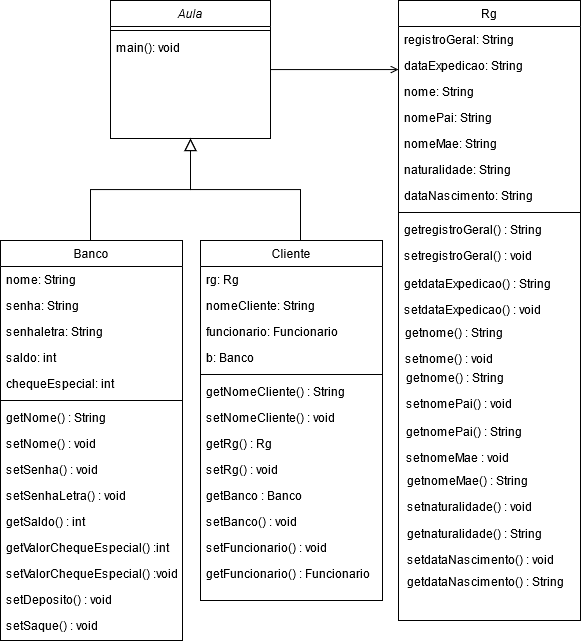 Aula
main(): void
Rg
registroGeral: String
dataExpedicao: String
nome: String
nomePai: String
nomeMae: String
naturalidade: String
dataNascimento: String
getregistroGeral() : String
setregistroGeral() : void
getdataExpedicao() : String
setdataExpedicao() : void
getnome() : String
setnome() : void
getnome() : String
setnomePai() : void
getnomePai() : String
setnomeMae : void
getnomeMae() : String
setnaturalidade() : void
getnaturalidade() : String
setdataNascimento() : void
getdataNascimento() : String
Banco
nome: String
senha: String
senhaletra: String
saldo: int
chequeEspecial: int
getNome() : String
setNome() : void
setSenha() : void
setSenhaLetra() : void
getSaldo() : int
getValorChequeEspecial() :int
setValorChequeEspecial() :void
setDeposito() : void
setSaque() : void
Cliente
rg: Rg
nomeCliente: String
funcionario: Funcionario
b: Banco
getNomeCliente() : String
setNomeCliente() : void
getRg() : Rg
setRg() : void
getBanco : Banco
setBanco() : void
setFuncionario() : void
getFuncionario() : Funcionario